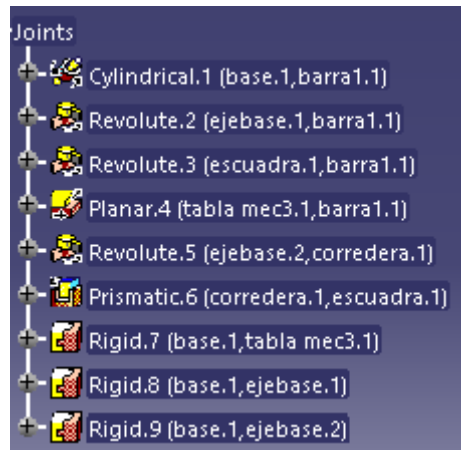 Joints
Cylindrical.1 (base.1,barra1.1)
Revolute.2 (ejebase.1,barra1.1)
Revolute.3 (escuadra.1,barra1.1)
Planar.4 (tabla mec3.1,barra1.1)
Revolute.5 (ejebase.2,corredera.1)
Prismatic.6 (corredera.1,escuadra.1)
Rigid.7 (base.1,tabla mec3.1)
Rigid.8 (base.1,ejebase.1)
Rigid.9 (base.1,ejebase.2)